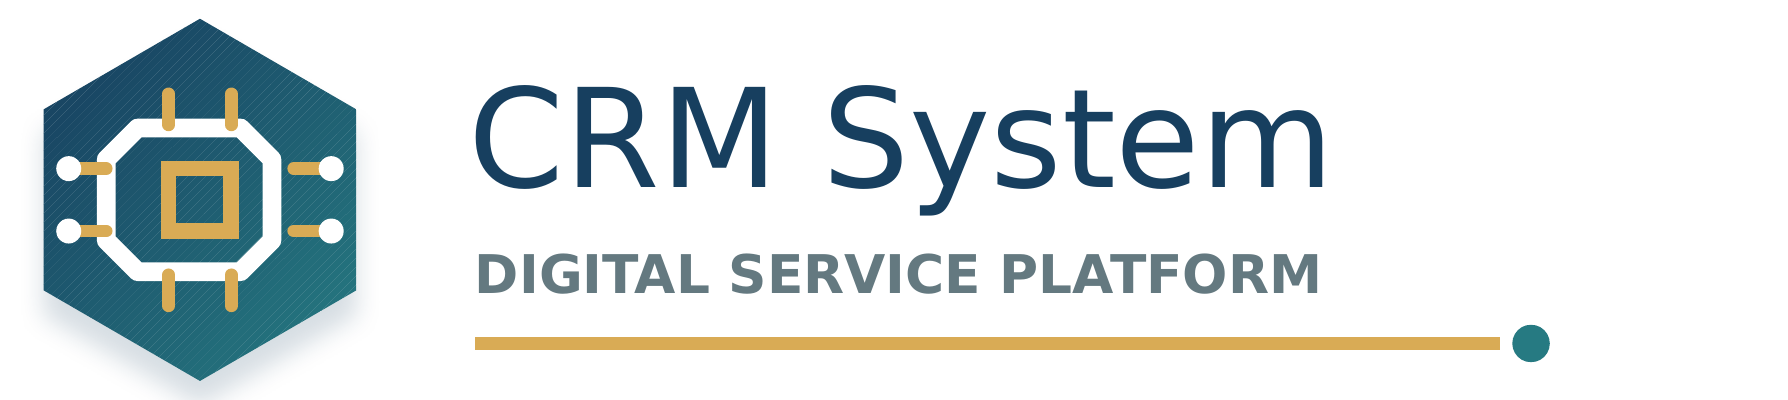 CRM System
DIGITAL SERVICE PLATFORM